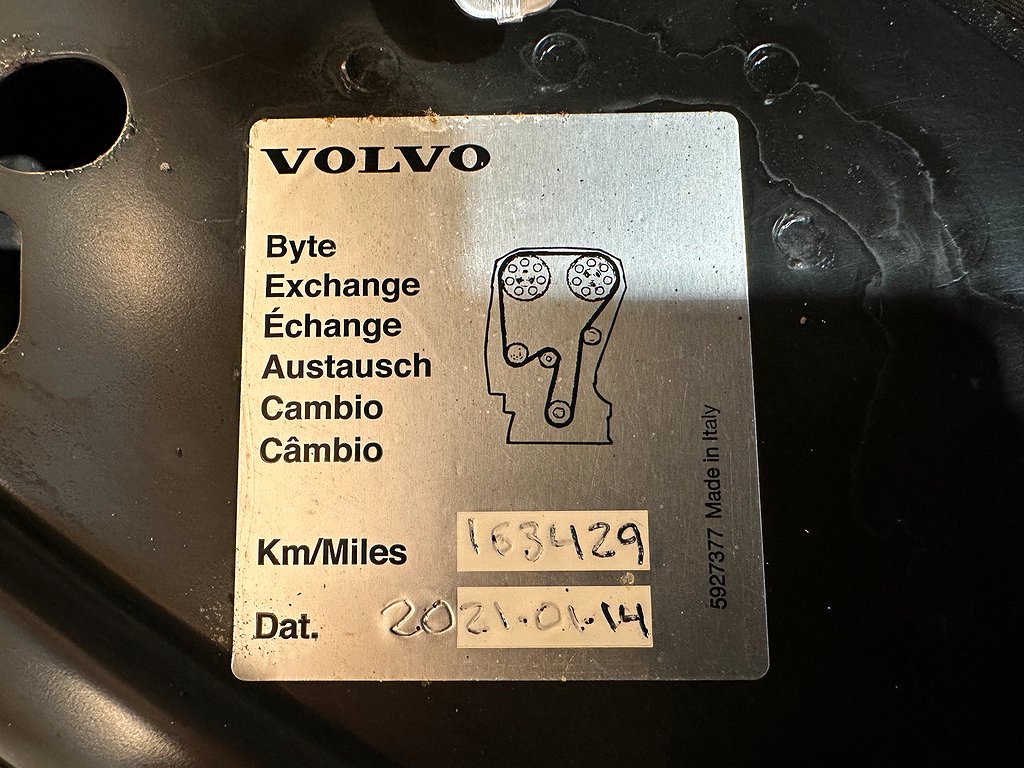 VOLVO
Byte
Exchange
Échange
Austausch
Cambio
Câmbio
Km/Miles 163429
Dat. 2021.01.14
5927377 Made in Italy